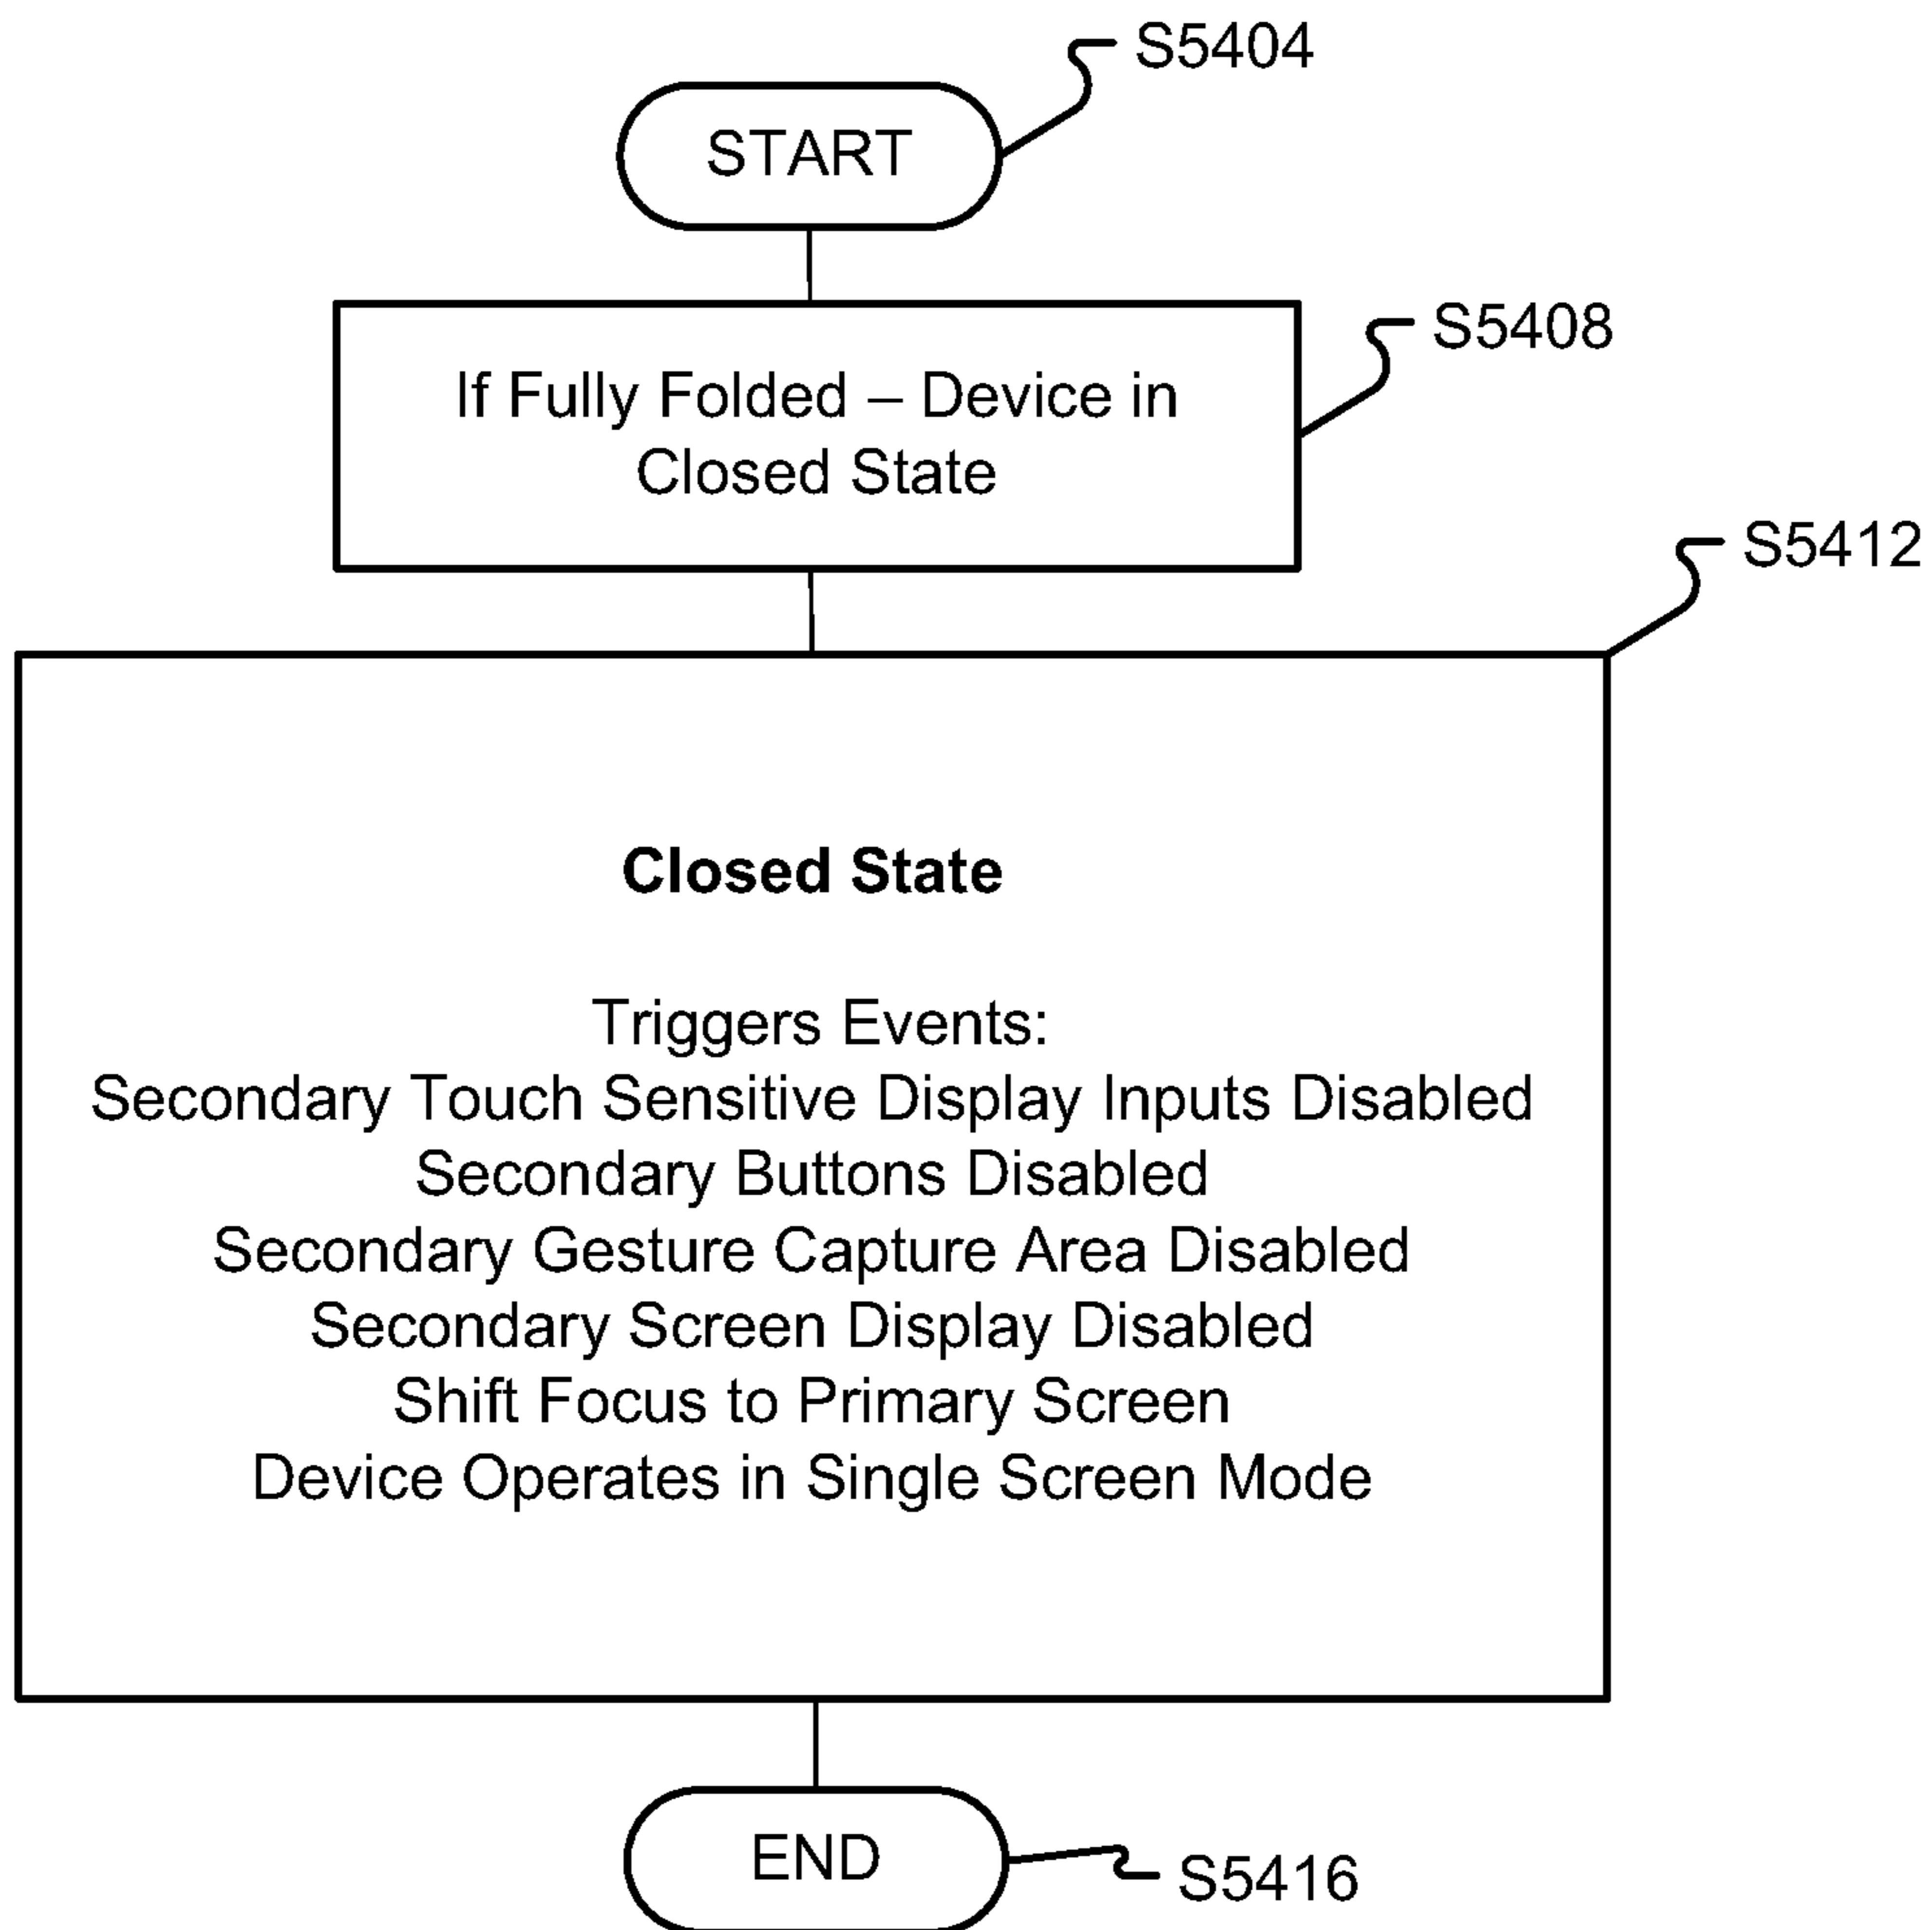 S5404
START
S5408
If Fully Folded – Device in
Closed State
S5412
Closed State
Triggers Events:
Secondary Touch Sensitive Display Inputs Disabled
Secondary Buttons Disabled
Secondary Gesture Capture Area Disabled
Secondary Screen Display Disabled
Shift Focus to Primary Screen
Device Operates in Single Screen Mode
END
S5416